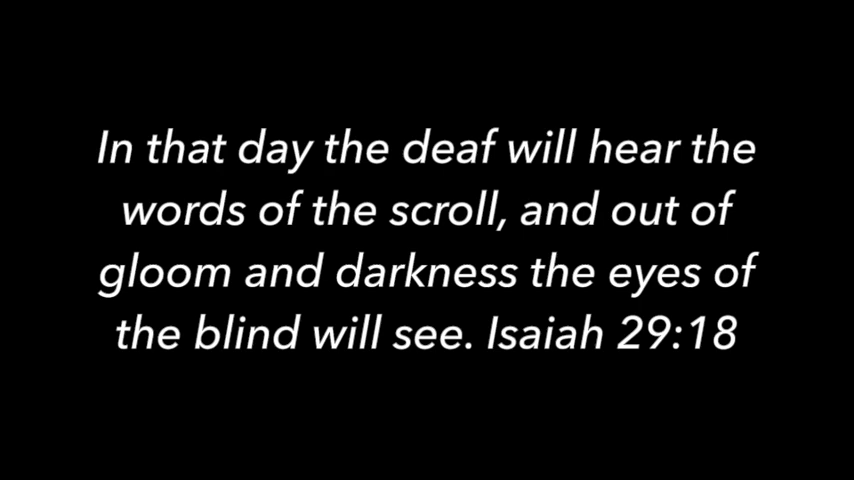 In that day the deaf will hear the
words of the scroll, and out of
gloom and darkness the eyes of
the blind will see. Isaiah 29:18